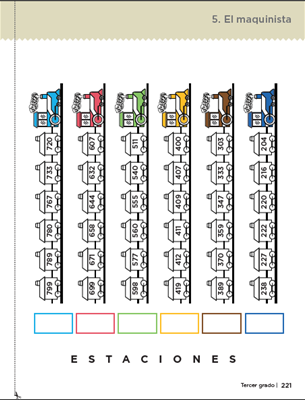 5. El maquinista
720 607 511 400 303 204
733 632 540 407 333 216
767 644 555 409 347 220
780 658 560 411 359 222
789 671 577 412 370 227
799 699 598 419 389 238
E S T A C I O N E S
Tercer grado | 221